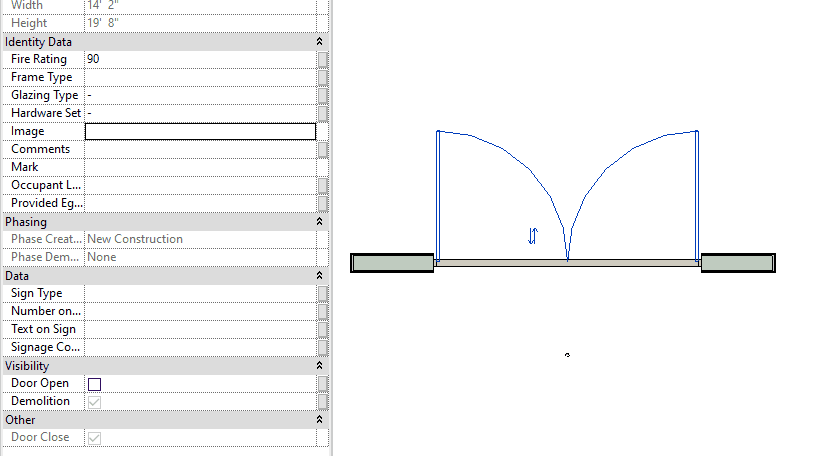 Width 14' 2"
Height 19' 8"
Identity Data
Fire Rating 90
Frame Type
Glazing Type -
Hardware Set -
Image
Comments
Mark
Occupant L...
Provided Eg...
Phasing
Phase Creat... New Construction
Phase Dem... None
Data
Sign Type
Number on...
Text on Sign
Signage Co...
Visibility
Door Open
Demolition
Other
Door Close